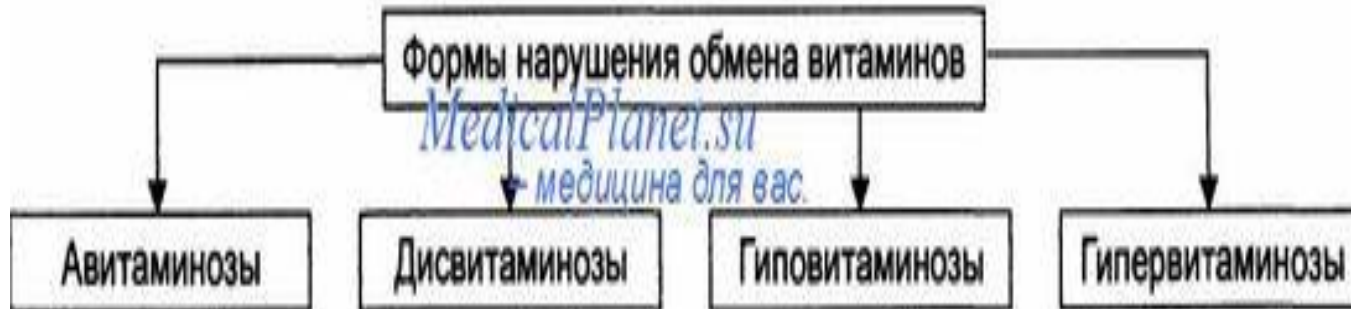 Формы нарушения обмена витаминов
MedicalPlanet.su
- медицина для вас.
Авитаминозы
Дисвитаминозы
Гиповитаминозы
Гипервитаминозы